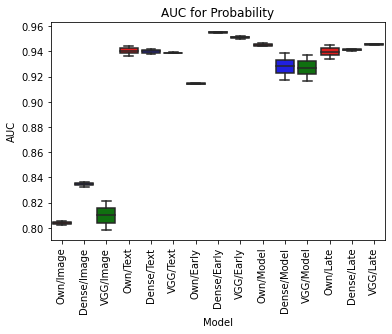 AUC for Probability
0.96
0.94
0.92
0.90
0.88
0.86
0.84
0.82
0.80
AUC
Own/Image
Dense/Image
VGG/Image
Own/Text
Dense/Text
VGG/Text
Own/Early
Dense/Early
VGG/Early
Own/Model
Dense/Model
VGG/Model
Own/Late
Dense/Late
VGG/Late
Model